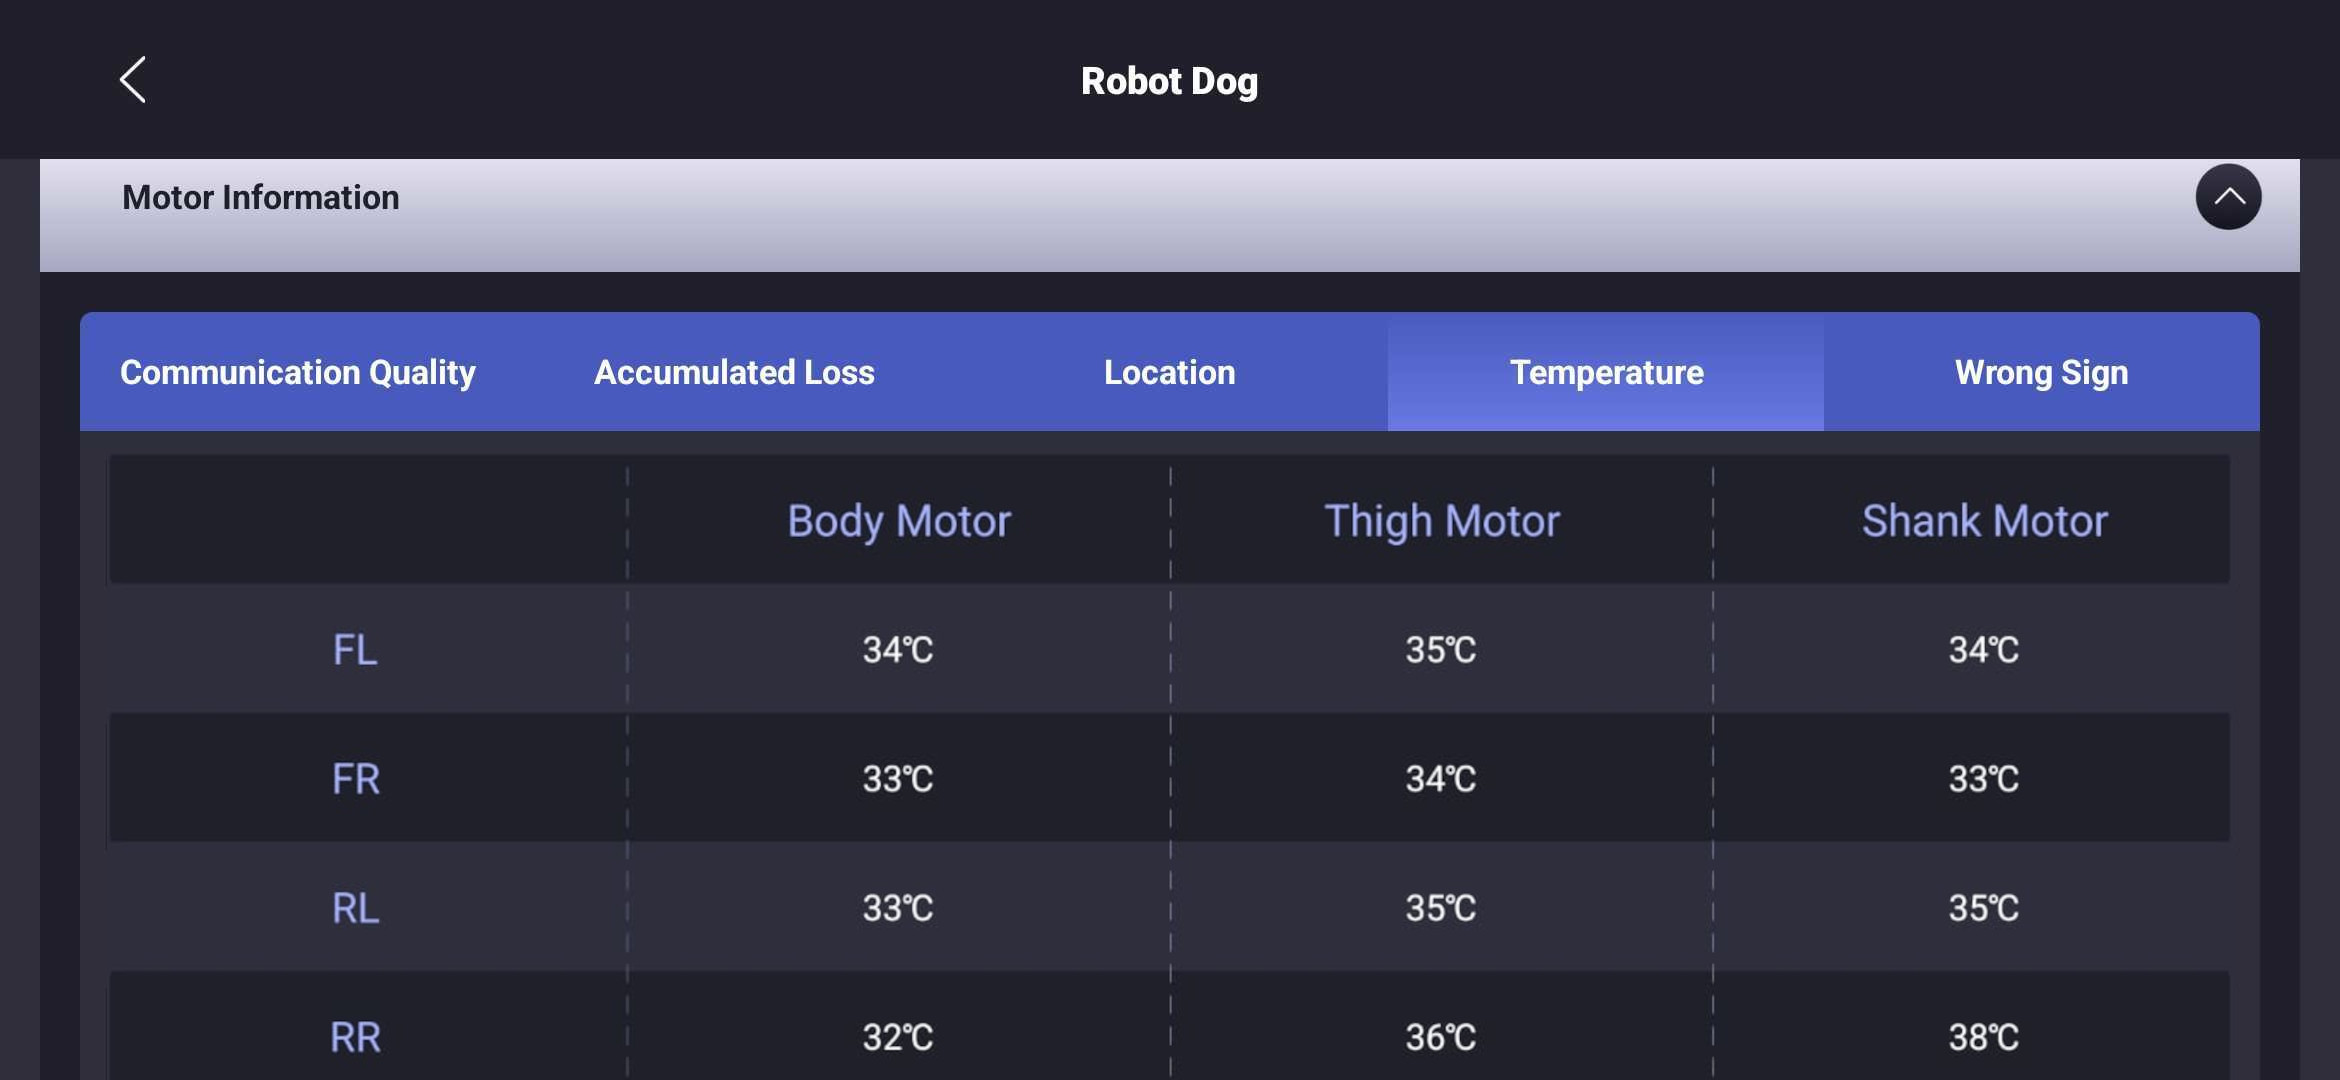 Robot Dog
Motor Information
Communication Quality Accumulated Loss Location Temperature Wrong Sign
Body Motor Thigh Motor Shank Motor
FL 34℃ 35℃ 34℃
FR 33℃ 34℃ 33℃
RL 33℃ 35℃ 35℃
RR 32℃ 36℃ 38℃